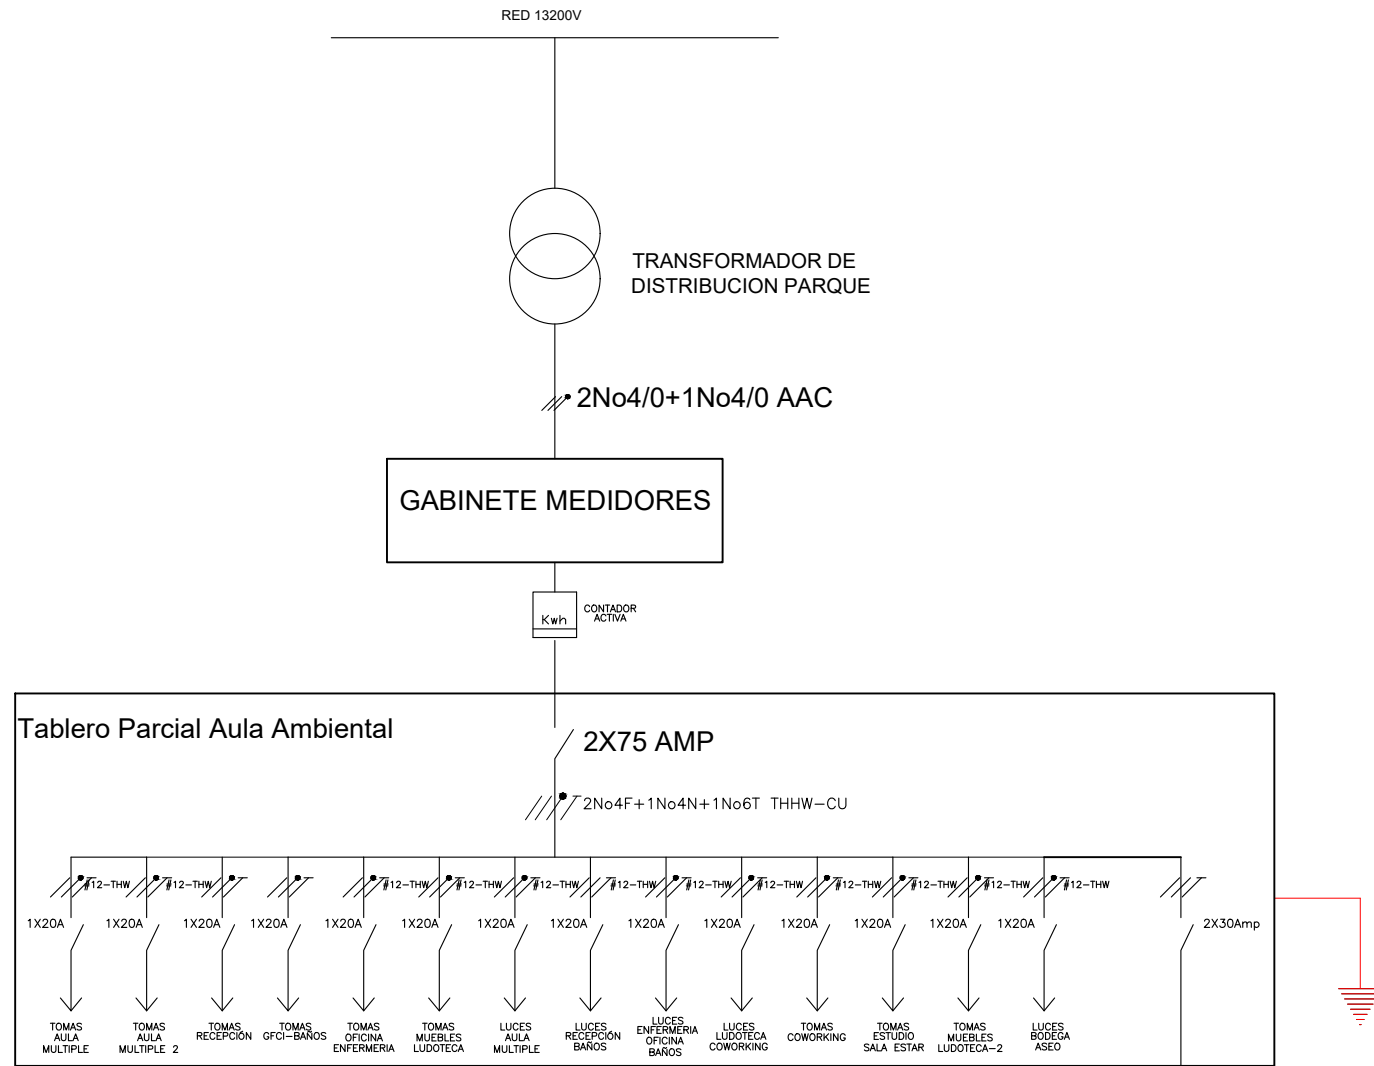 RED 13200V
TRANSFORMADOR DE
DISTRIBUCION PARQUE
2No4/0+1No4/0 AAC
GABINETE MEDIDORES
Kwh
CONTADOR
ACTIVA
Tablero Parcial Aula Ambiental
2X75 AMP
2No4F+1No4N+1No6T THHW-CU
#12-THW
#12-THW
#12-THW
#12-THW
#12-THW
#12-THW
#12-THW
#12-THW
#12-THW
#12-THW
#12-THW
#12-THW
1X20A
1X20A
1X20A
1X20A
1X20A
1X20A
1X20A
1X20A
1X20A
1X20A
1X20A
1X20A
1X20A
1X20A
2X30Amp
TOMAS
AULA
MULTIPLE
TOMAS
AULA
MULTIPLE 2
TOMAS
RECEPCIÓN
TOMAS
GFCI-BAÑOS
TOMAS
OFICINA
ENFERMERIA
TOMAS
MUEBLES
LUDOTECA
LUCES
AULA
MULTIPLE
LUCES
RECEPCIÓN
BAÑOS
LUCES
ENFERMERIA
OFICINA
BAÑOS
LUCES
LUDOTECA
COWORKING
TOMAS
COWORKING
TOMAS
ESTUDIO
SALA ESTAR
TOMAS
MUEBLES
LUDOTECA-2
LUCES
BODEGA
ASEO